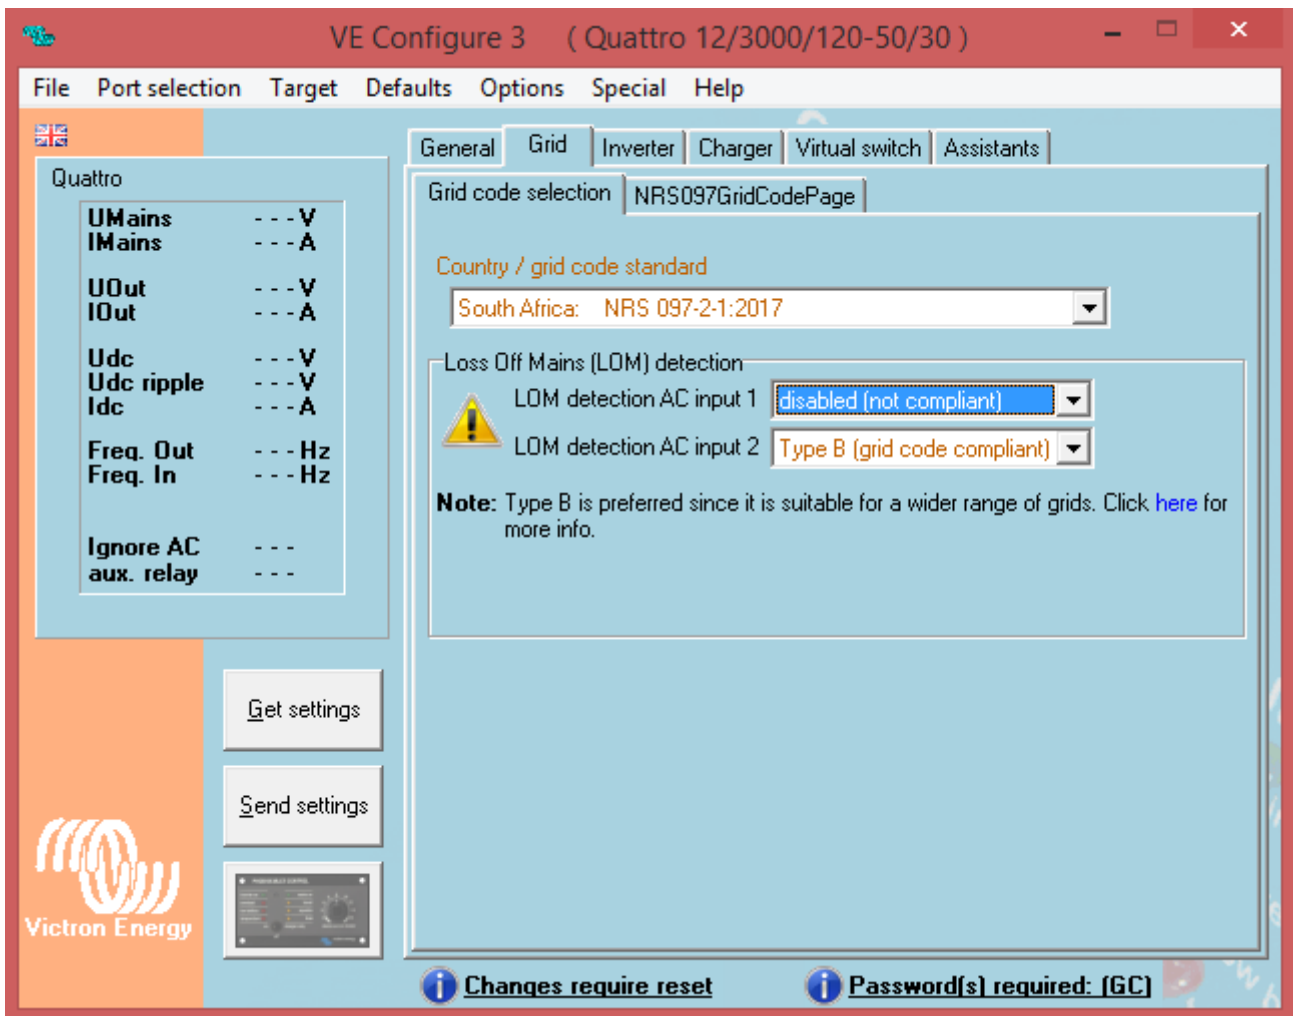 VE Configure 3 ( Quattro 12/3000/120-50/30 )
File Port selection Target Defaults Options Special Help
General Grid Inverter Charger Virtual switch Assistants
Grid code selection NRS097GridCodePage
Quattro
UMains - - - V
IMains - - - A
UOut - - - V
IOut - - - A
Udc - - - V
Udc ripple - - - V
Idc - - - A
Freq. Out - - - Hz
Freq. In - - - Hz
Ignore AC - - -
aux. relay - - -
Country / grid code standard
South Africa: NRS 097-2-1:2017
Loss Off Mains (LOM) detection
LOM detection AC input 1 disabled (not compliant)
LOM detection AC input 2 Type B (grid code compliant)
Note: Type B is preferred since it is suitable for a wider range of grids. Click here for
more info.
Get settings
Send settings
Victron Energy
Changes require reset
Password(s) required: (GC)